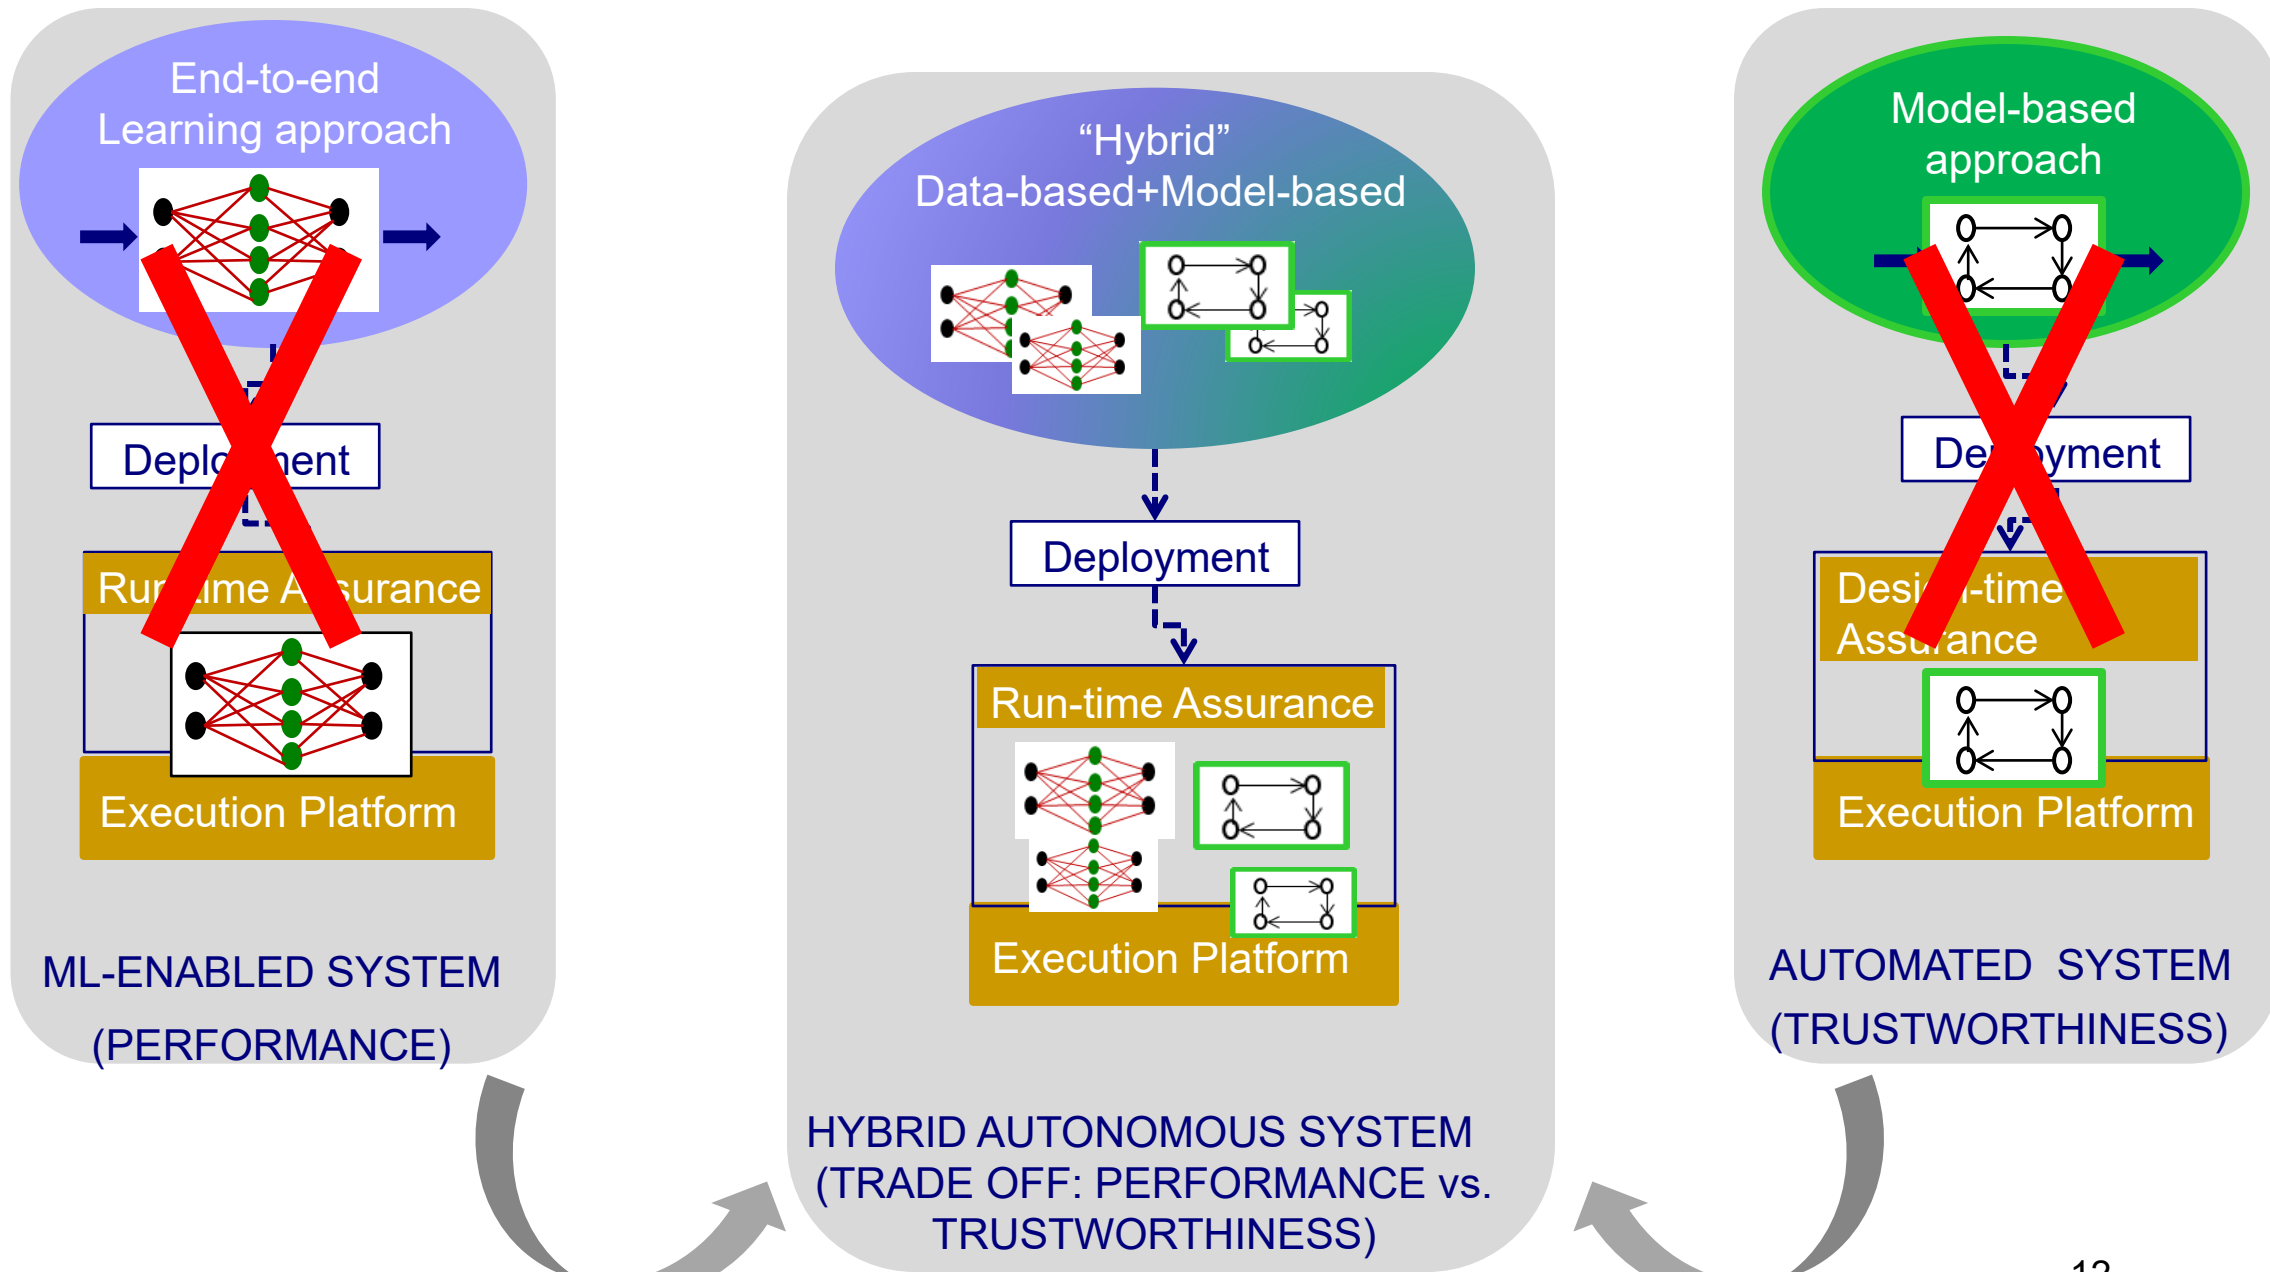 End-to-end
Learning approach
Deployment
Run-time Assurance
Execution Platform
ML-ENABLED SYSTEM
(PERFORMANCE)
“Hybrid”
Data-based+Model-based
Deployment
Run-time Assurance
Execution Platform
HYBRID AUTONOMOUS SYSTEM
(TRADE OFF: PERFORMANCE vs.
TRUSTWORTHINESS)
Model-based
approach
Deployment
Design-time
Assurance
Execution Platform
AUTOMATED SYSTEM
(TRUSTWORTHINESS)
12